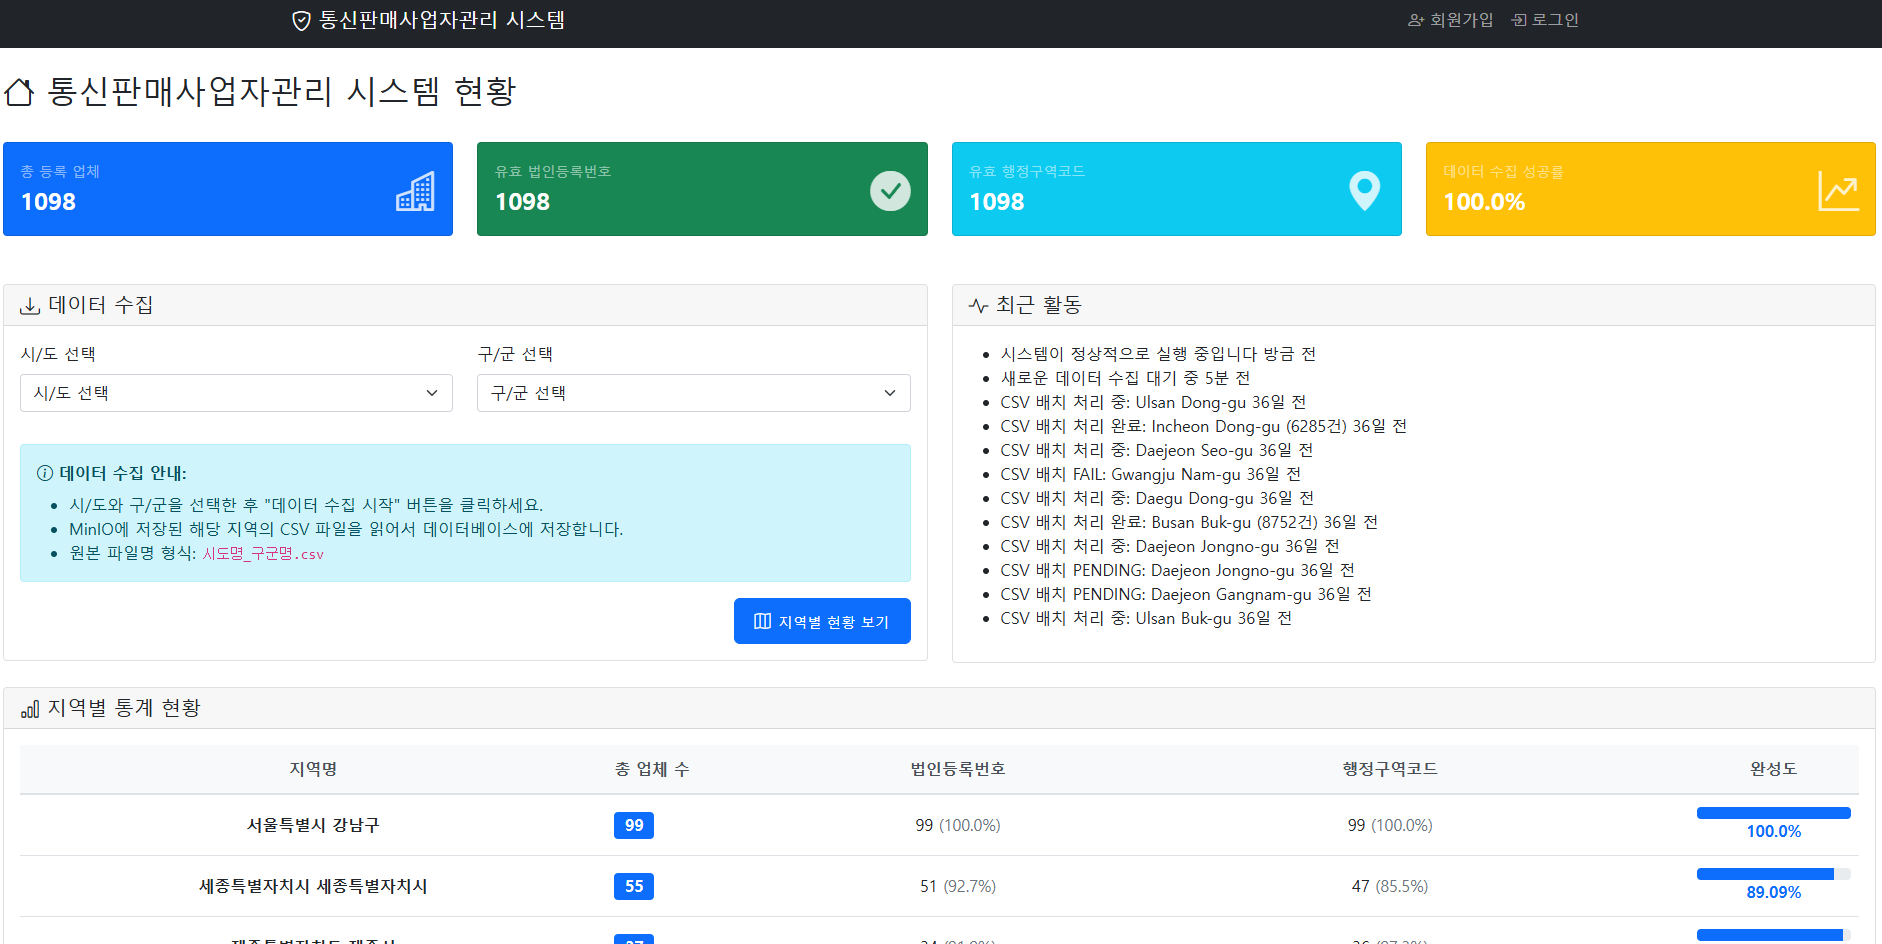 통신판매사업자관리 시스템
회원가입 로그인
통신판매사업자관리 시스템 현황
총 등록 업체
1098
유효 법인등록번호
1098
유효 행정구역코드
1098
데이터 수집 성공률
100.0%
데이터 수집
시/도 선택
구/군 선택
시/도 선택
구/군 선택
데이터 수집 안내:
시/도와 구/군을 선택한 후 "데이터 수집 시작" 버튼을 클릭하세요.
MinIO에 저장된 해당 지역의 CSV 파일을 읽어서 데이터베이스에 저장합니다.
원본 파일명 형식: 시도명_구군명.csv
지역별 현황 보기
최근 활동
시스템이 정상적으로 실행 중입니다 방금 전
새로운 데이터 수집 대기 중 5분 전
CSV 배치 처리 중: Ulsan Dong-gu 36일 전
CSV 배치 처리 완료: Incheon Dong-gu (6285건) 36일 전
CSV 배치 처리 중: Daejeon Seo-gu 36일 전
CSV 배치 FAIL: Gwangju Nam-gu 36일 전
CSV 배치 처리 중: Daegu Dong-gu 36일 전
CSV 배치 처리 완료: Busan Buk-gu (8752건) 36일 전
CSV 배치 처리 중: Daejeon Jongno-gu 36일 전
CSV 배치 PENDING: Daejeon Jongno-gu 36일 전
CSV 배치 PENDING: Daejeon Gangnam-gu 36일 전
CSV 배치 처리 중: Ulsan Buk-gu 36일 전
지역별 통계 현황
지역명 총 업체 수 법인등록번호 행정구역코드 완성도
서울특별시 강남구 99 99 (100.0%) 99 (100.0%) 100.0%
세종특별자치시 세종특별자치시 55 51 (92.7%) 47 (85.5%) 89.09%